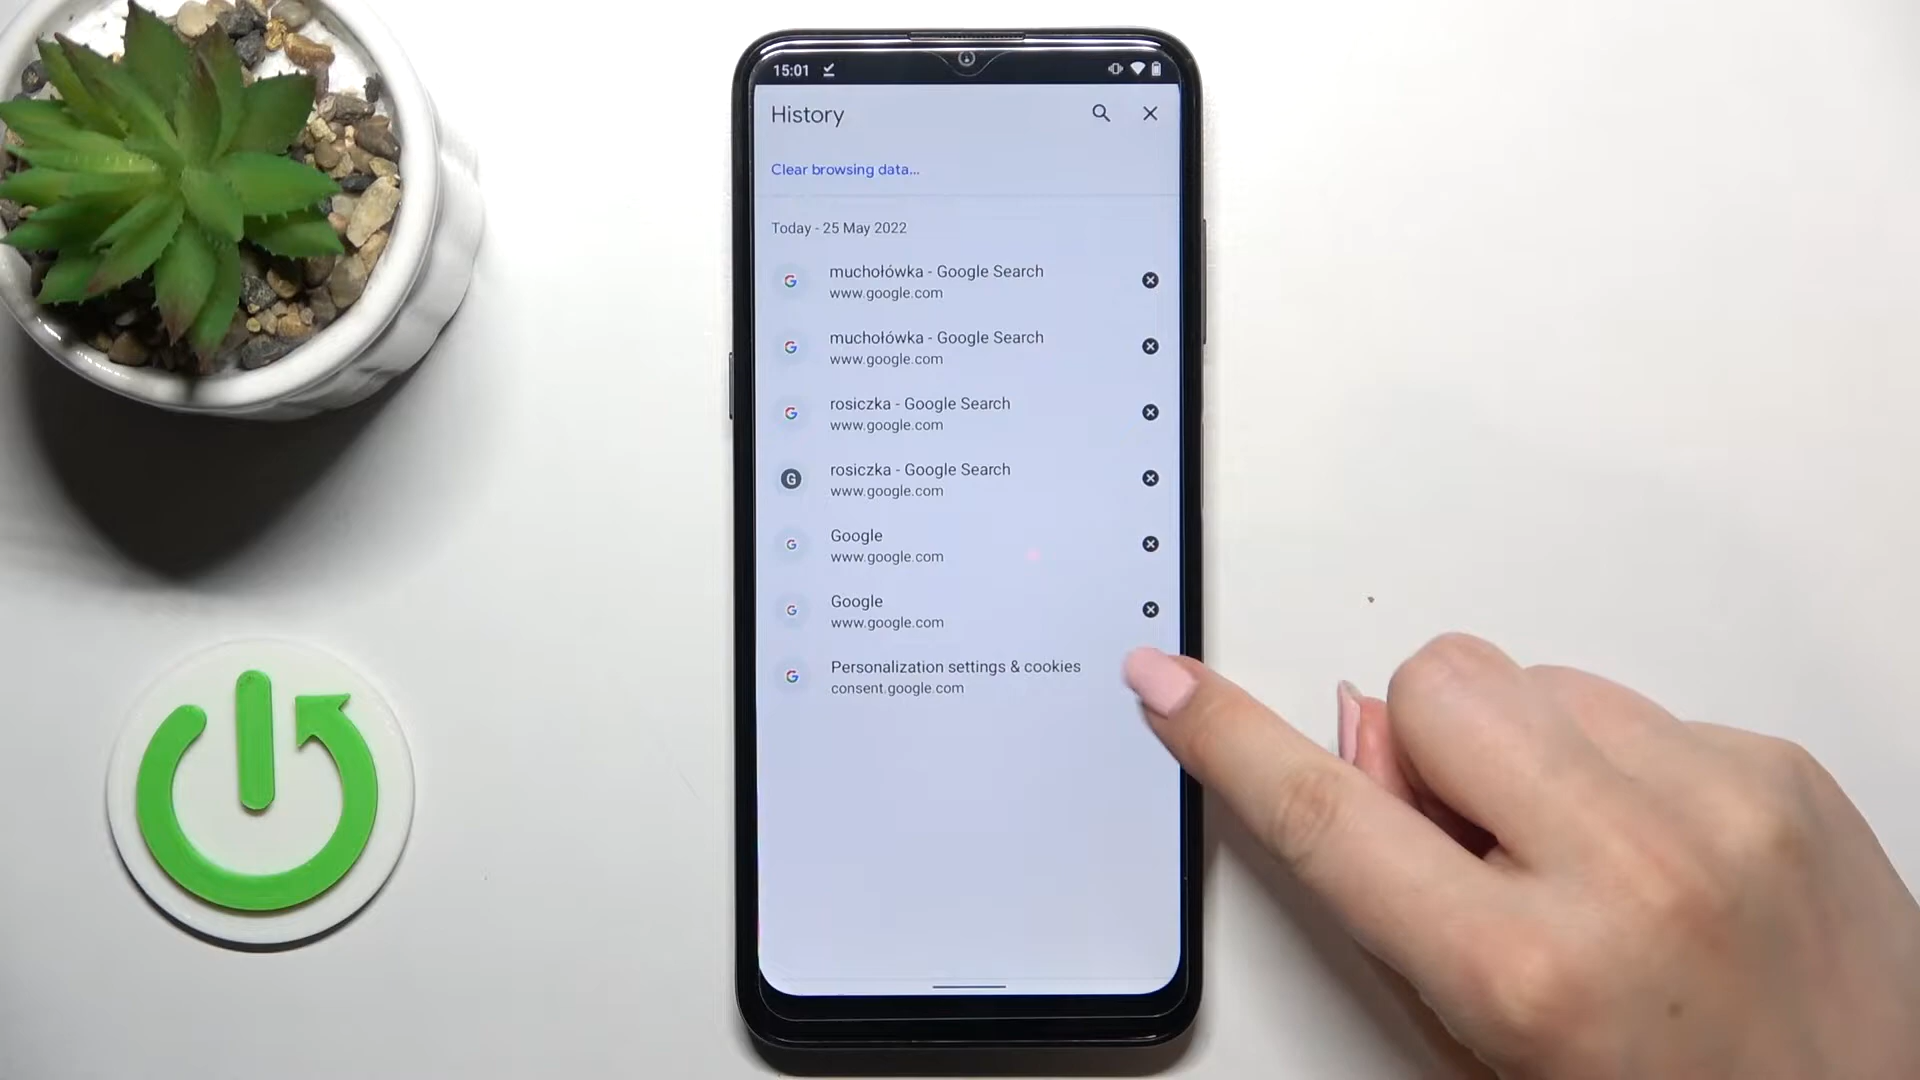 15:01
History
Clear browsing data...
Today - 25 May 2022
muchołówka - Google Search
www.google.com
muchołówka - Google Search
www.google.com
rosiczka - Google Search
www.google.com
G
rosiczka - Google Search
www.google.com
Google
www.google.com
Google
www.google.com
Personalization settings & cookies
consent.google.com